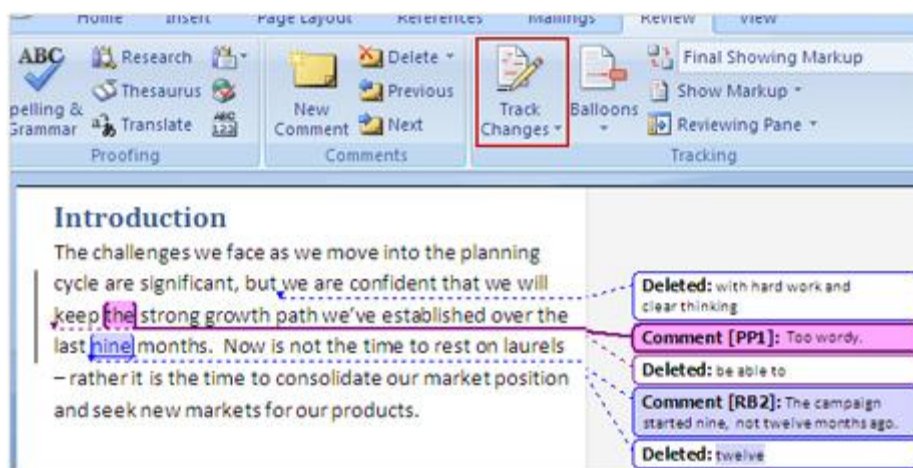 Home Insert Page Layout References Mailings Review View
ABC Research Delete Previous Final Showing Markup
Thesaurus Show Markup
pelling & Grammar Translate ABC 123 New Comment Next Track Changes Balloons Reviewing Pane
Proofing Comments Tracking
Introduction
The challenges we face as we move into the planning
cycle are significant, but we are confident that we will
keep the strong growth path we've established over the
last nine months. Now is not the time to rest on laurels
– rather it is the time to consolidate our market position
and seek new markets for our products.
Deleted: with hard work and
clear thinking
Comment [PP1]: Too wordy.
Deleted: be able to
Comment [RB2]: The campaign
started nine, not twelve months ago.
Deleted: twelve